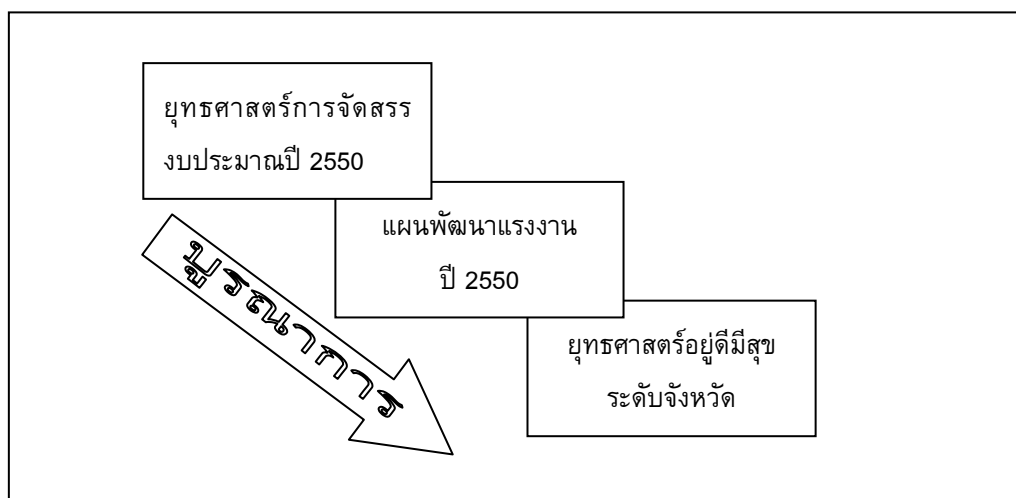 ยุทธศาสตร์การจัดสรร
งบประมาณปี 2550
แผนพัฒนาแรงงาน
ปี 2550
บูรณาการ
ยุทธศาสตร์อยู่ดีมีสุข
ระดับจังหวัด